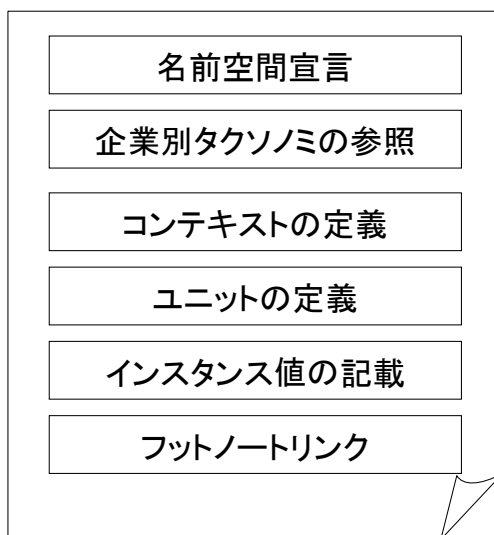 名前空間宣言
企業別タクソノミの参照
コンテキストの定義
ユニットの定義
インスタンス値の記載
フットノートリンク